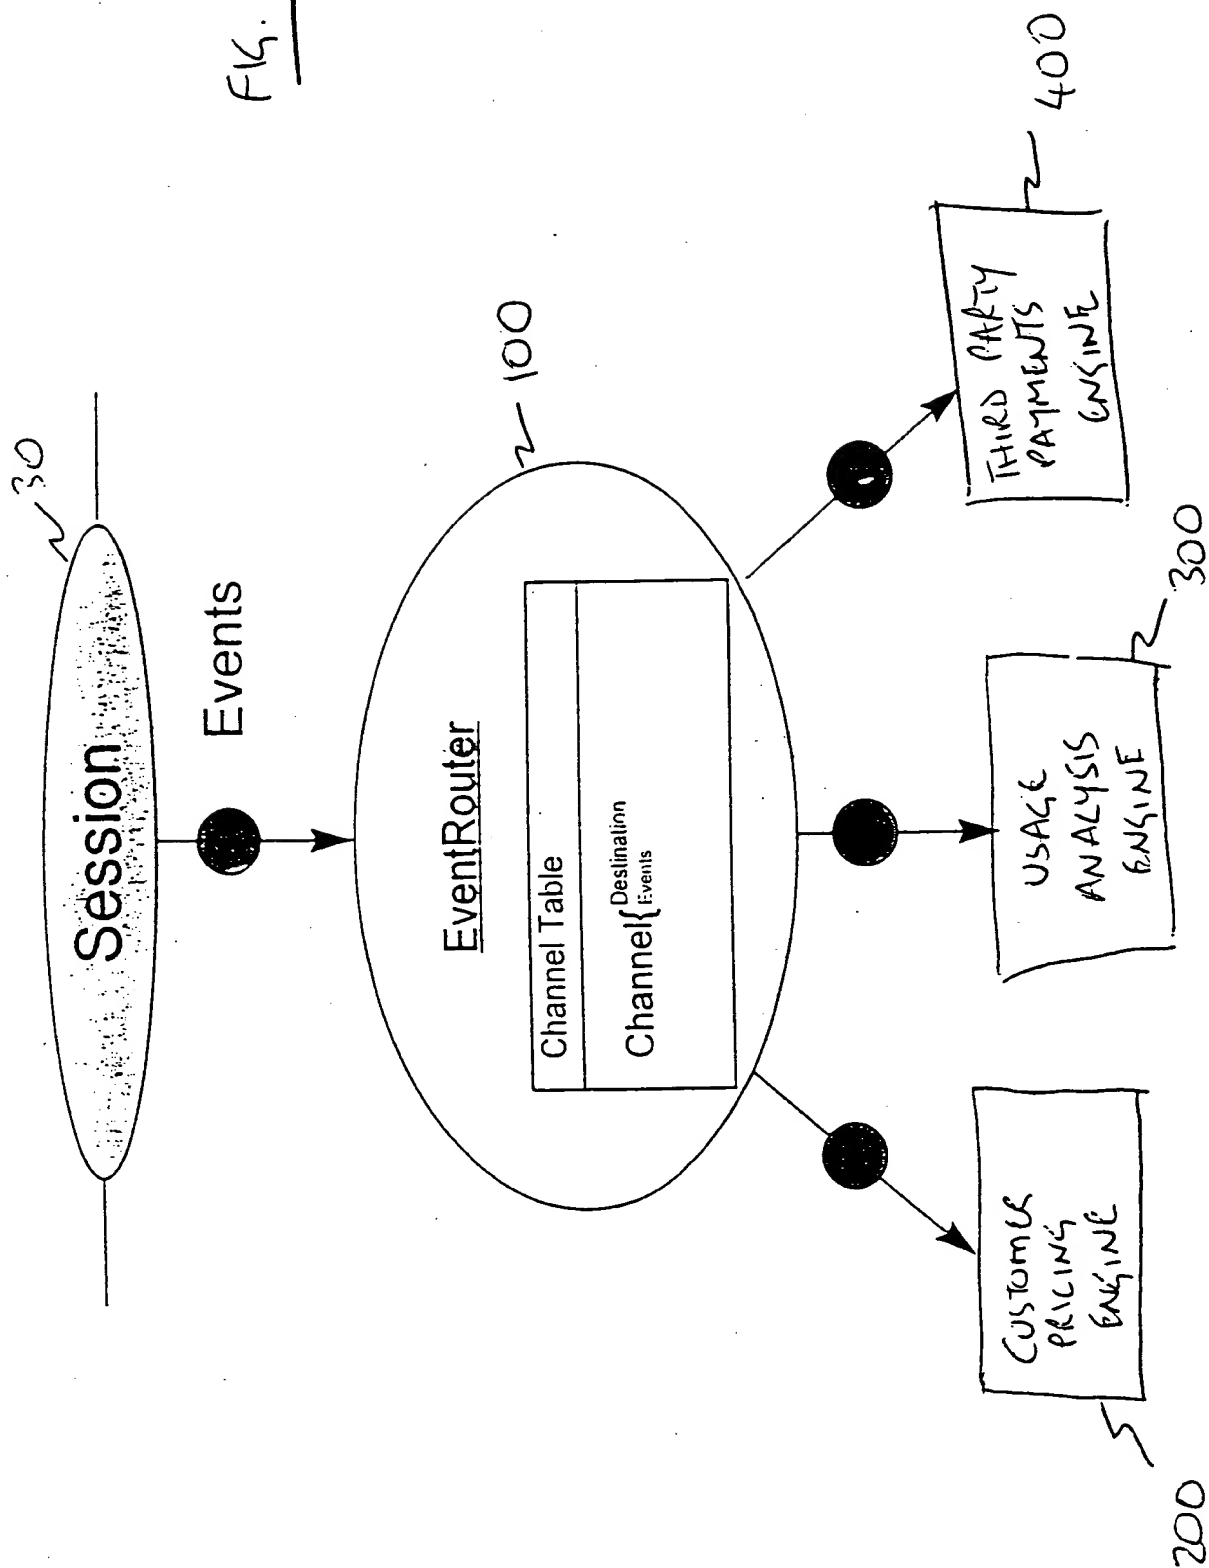 FIG.
30
Session
Events
100
EventRouter
Channel Table
Channel{
Destination
Events
CUSTOMER
PRICING
ENGINE
200
USAGE
ANALYSIS
ENGINE
300
THIRD PARTY
PAYMENTS
ENGINE
400